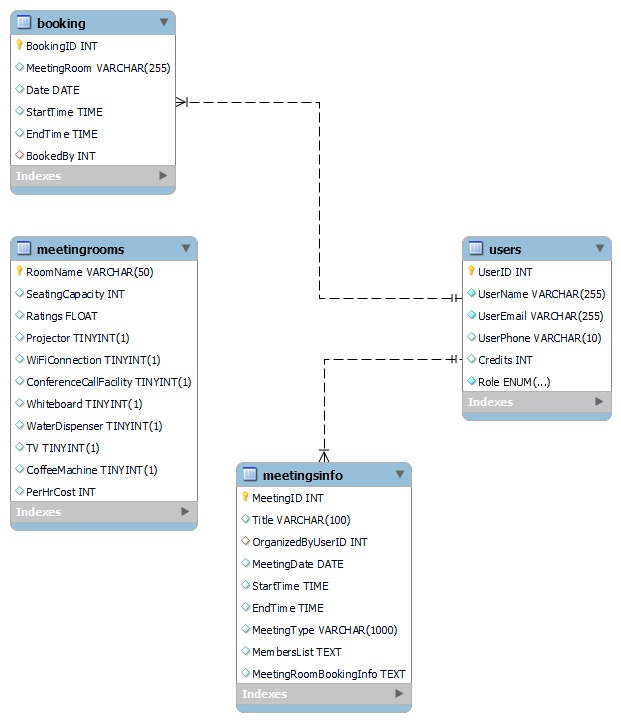 booking
BookingID INT
MeetingRoom VARCHAR(255)
Date DATE
StartTime TIME
EndTime TIME
BookedBy INT
Indexes
meetingrooms
RoomName VARCHAR(50)
SeatingCapacity INT
Ratings FLOAT
Projector TINYINT(1)
WiFiConnection TINYINT(1)
ConferenceCallFacility TINYINT(1)
Whiteboard TINYINT(1)
WaterDispenser TINYINT(1)
TV TINYINT(1)
CoffeeMachine TINYINT(1)
PerHrCost INT
Indexes
users
UserID INT
UserName VARCHAR(255)
UserEmail VARCHAR(255)
UserPhone VARCHAR(10)
Credits INT
Role ENUM(...)
Indexes
meetingsinfo
MeetingID INT
Title VARCHAR(100)
OrganizedByUserID INT
MeetingDate DATE
StartTime TIME
EndTime TIME
MeetingType VARCHAR(1000)
MembersList TEXT
MeetingRoomBookingInfo TEXT
Indexes